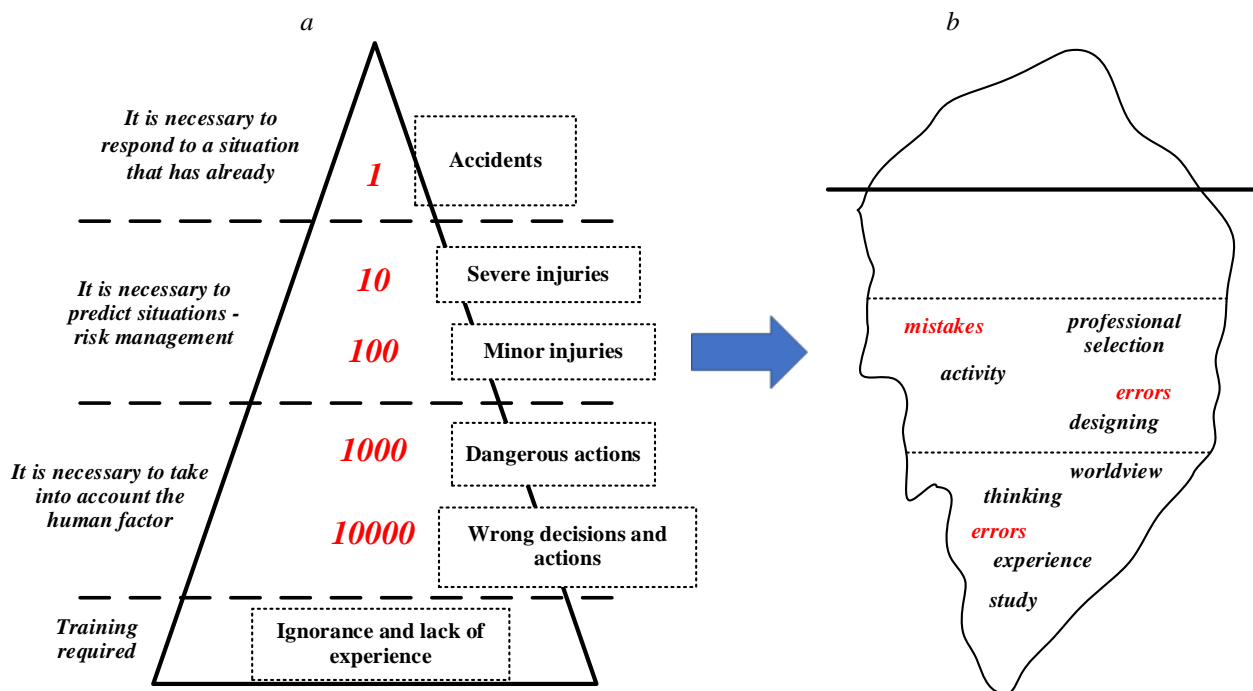 a
It is necessary to
respond to a situation
that has already
1
Accidents
It is necessary to
predict situations -
risk management
10
Severe injuries
100
Minor injuries
It is necessary to take
into account the
human factor
1000
Dangerous actions
10000
Wrong decisions and
actions
Training
required
Ignorance and lack of
experience
b
mistakes
professional
selection
activity
errors
designing
worldview
thinking
errors
experience
study